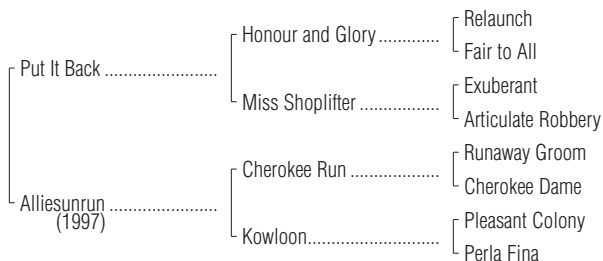 Relaunch
Honour and Glory .............
Fair to All
Put It Back ........................
Exuberant
Miss Shoplifter .................
Articulate Robbery
Runaway Groom
Cherokee Run ...................
Cherokee Dame
Alliesunrun .......................
(1997)
Pleasant Colony
Kowloon............................
Perla Fina